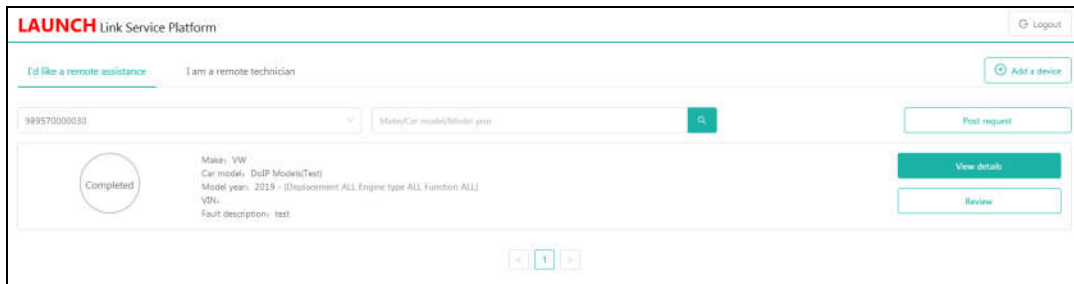 LAUNCH Link Service Platform
Logout
I'd like a remote assistance
I am a remote technician
Add a device
989570000030
Make/Car model/Model year
Post request
Completed
Make: VW
Car model: DoIP Models(Test)
Model year: 2019 - (Displacement ALL Engine type ALL Function ALL)
VIN:
Fault description: test
View details
Review
< 1 >